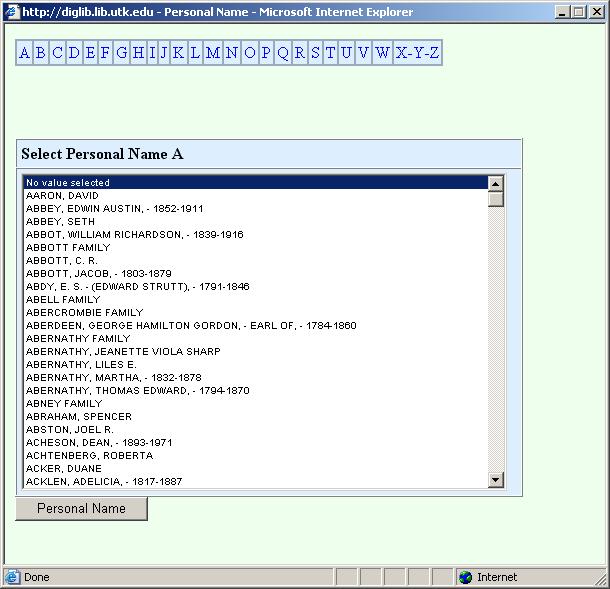 http://diglib.lib.utk.edu - Personal Name - Microsoft Internet Explorer
A B C D E F G H I J K L M N O P Q R S T U V W X-Y-Z
Select Personal Name A
No value selected
AARON, DAVID
ABBEY, EDWIN AUSTIN, - 1852-1911
ABBEY, SETH
ABBOT, WILLIAM RICHARDSON, - 1839-1916
ABBOTT FAMILY
ABBOTT, C. R.
ABBOTT, JACOB, - 1803-1879
ABDY, E. S. - (EDWARD STRUTT), - 1791-1846
ABELL FAMILY
ABERCROMBIE FAMILY
ABERDEEN, GEORGE HAMILTON GORDON, - EARL OF, - 1784-1860
ABERNATHY FAMILY
ABERNATHY, JEANETTE VIOLA SHARP
ABERNATHY, LILES E.
ABERNATHY, MARTHA, - 1832-1878
ABERNATHY, THOMAS EDWARD, - 1794-1870
ABNEY FAMILY
ABRAHAM, SPENCER
ABSTON, JOEL R.
ACHESON, DEAN, - 1893-1971
ACHTENBERG, ROBERTA
ACKER, DUANE
ACKLEN, ADELICIA, - 1817-1887
Personal Name
Done
Internet